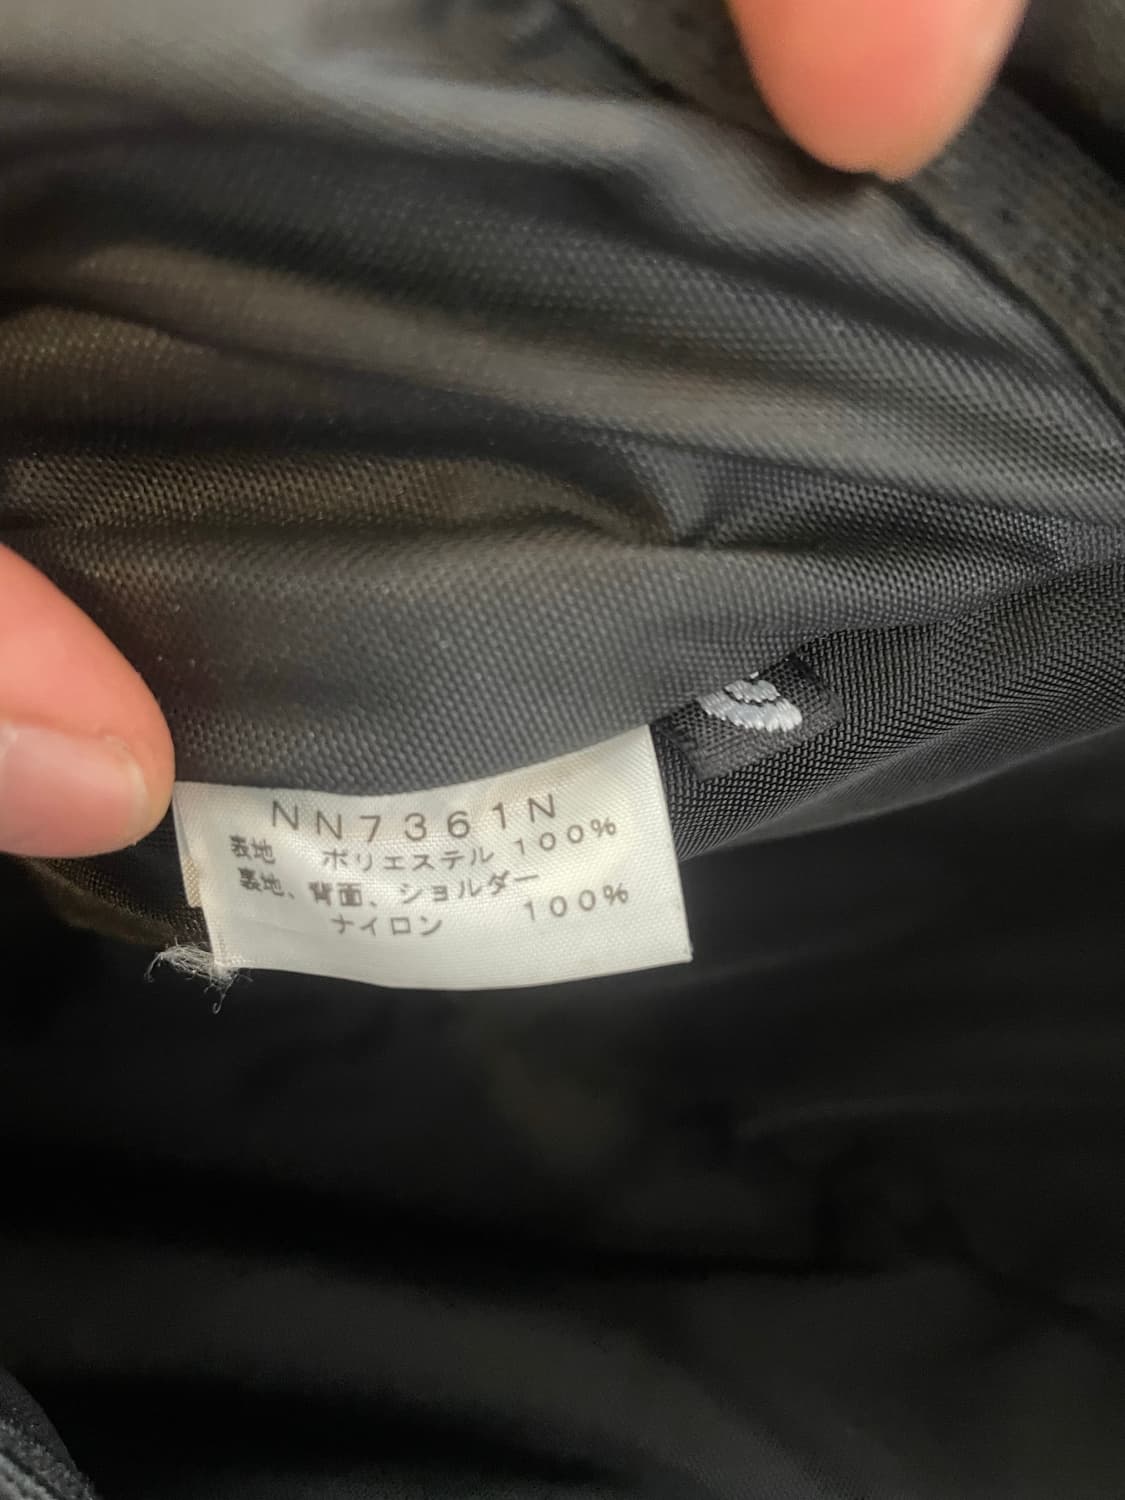 NN7361N
表地 ポリエステル 100%
裏地、背面、ショルダー
ナイロン 100%